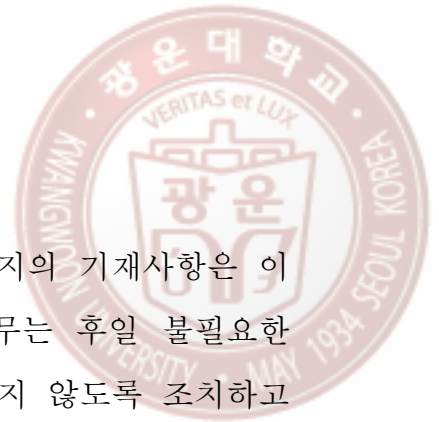 광운대학교
VERITAS et LUX
광운
KWANGWOON UNIVERSITY • MAY 1934 SEOUL KOREA
지의 기재사항은 이
무는 후일 불필요한
지 않도록 조치하고